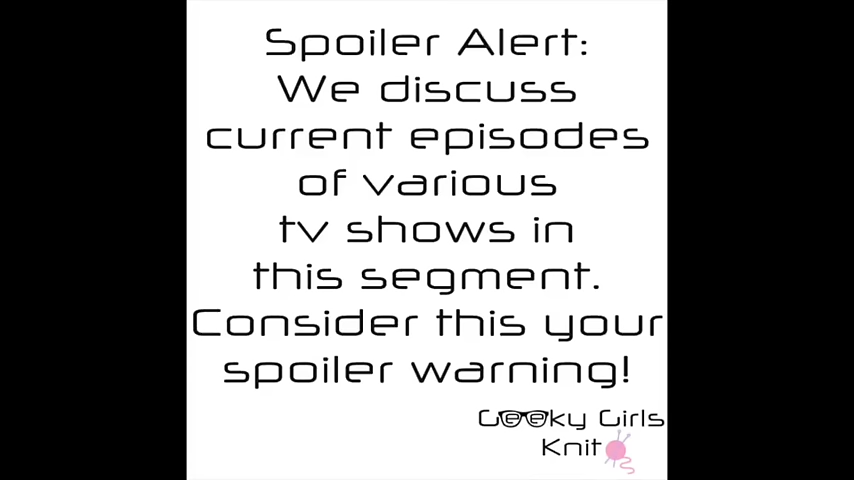 Spoiler Alert:
We discuss
current episodes
of various
tv shows in
this segment.
Consider this your
spoiler warning!
Geeky Girls
Knit